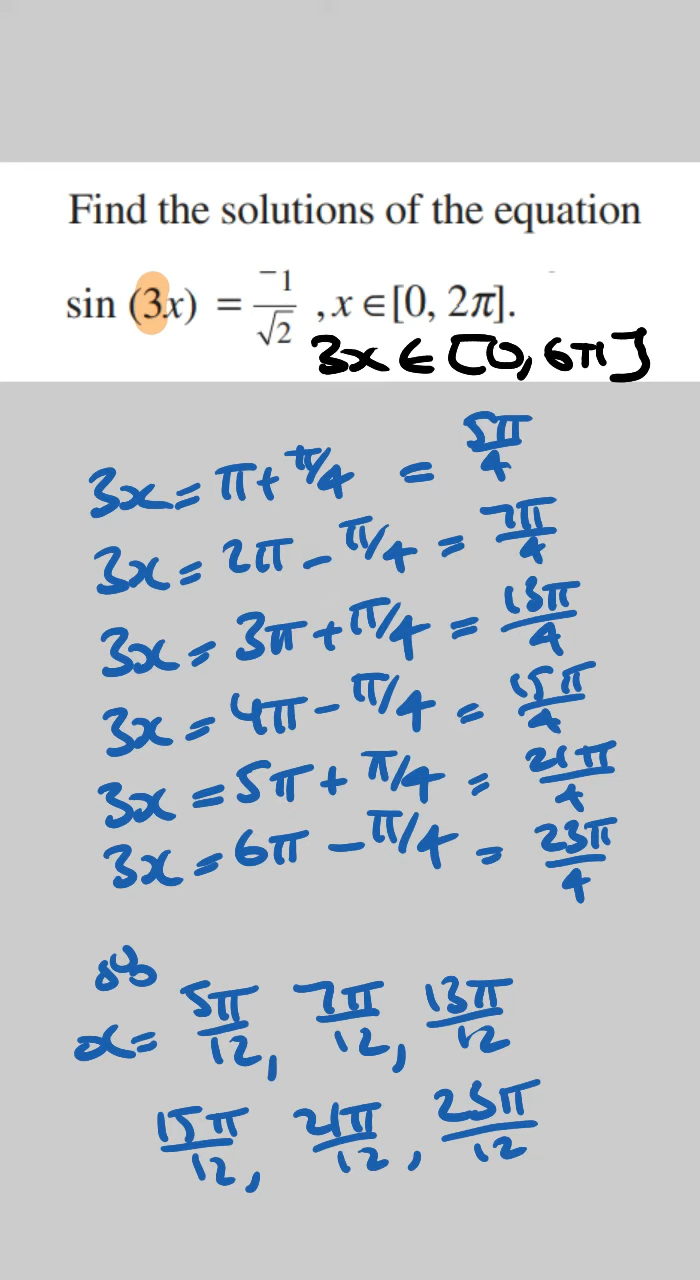 Find the solutions of the equation
sin (3x) = -1/√2 , x ∈ [0, 2π].
3x ∈ [0, 6π]
3x = π + π/4 = 5π/4
3x = 2π - π/4 = 7π/4
3x = 3π + π/4 = 13π/4
3x = 4π - π/4 = 15π/4
3x = 5π + π/4 = 21π/4
3x = 6π - π/4 = 23π/4
so
x = 5π/12, 7π/12, 13π/12
15π/12, 21π/12, 23π/12